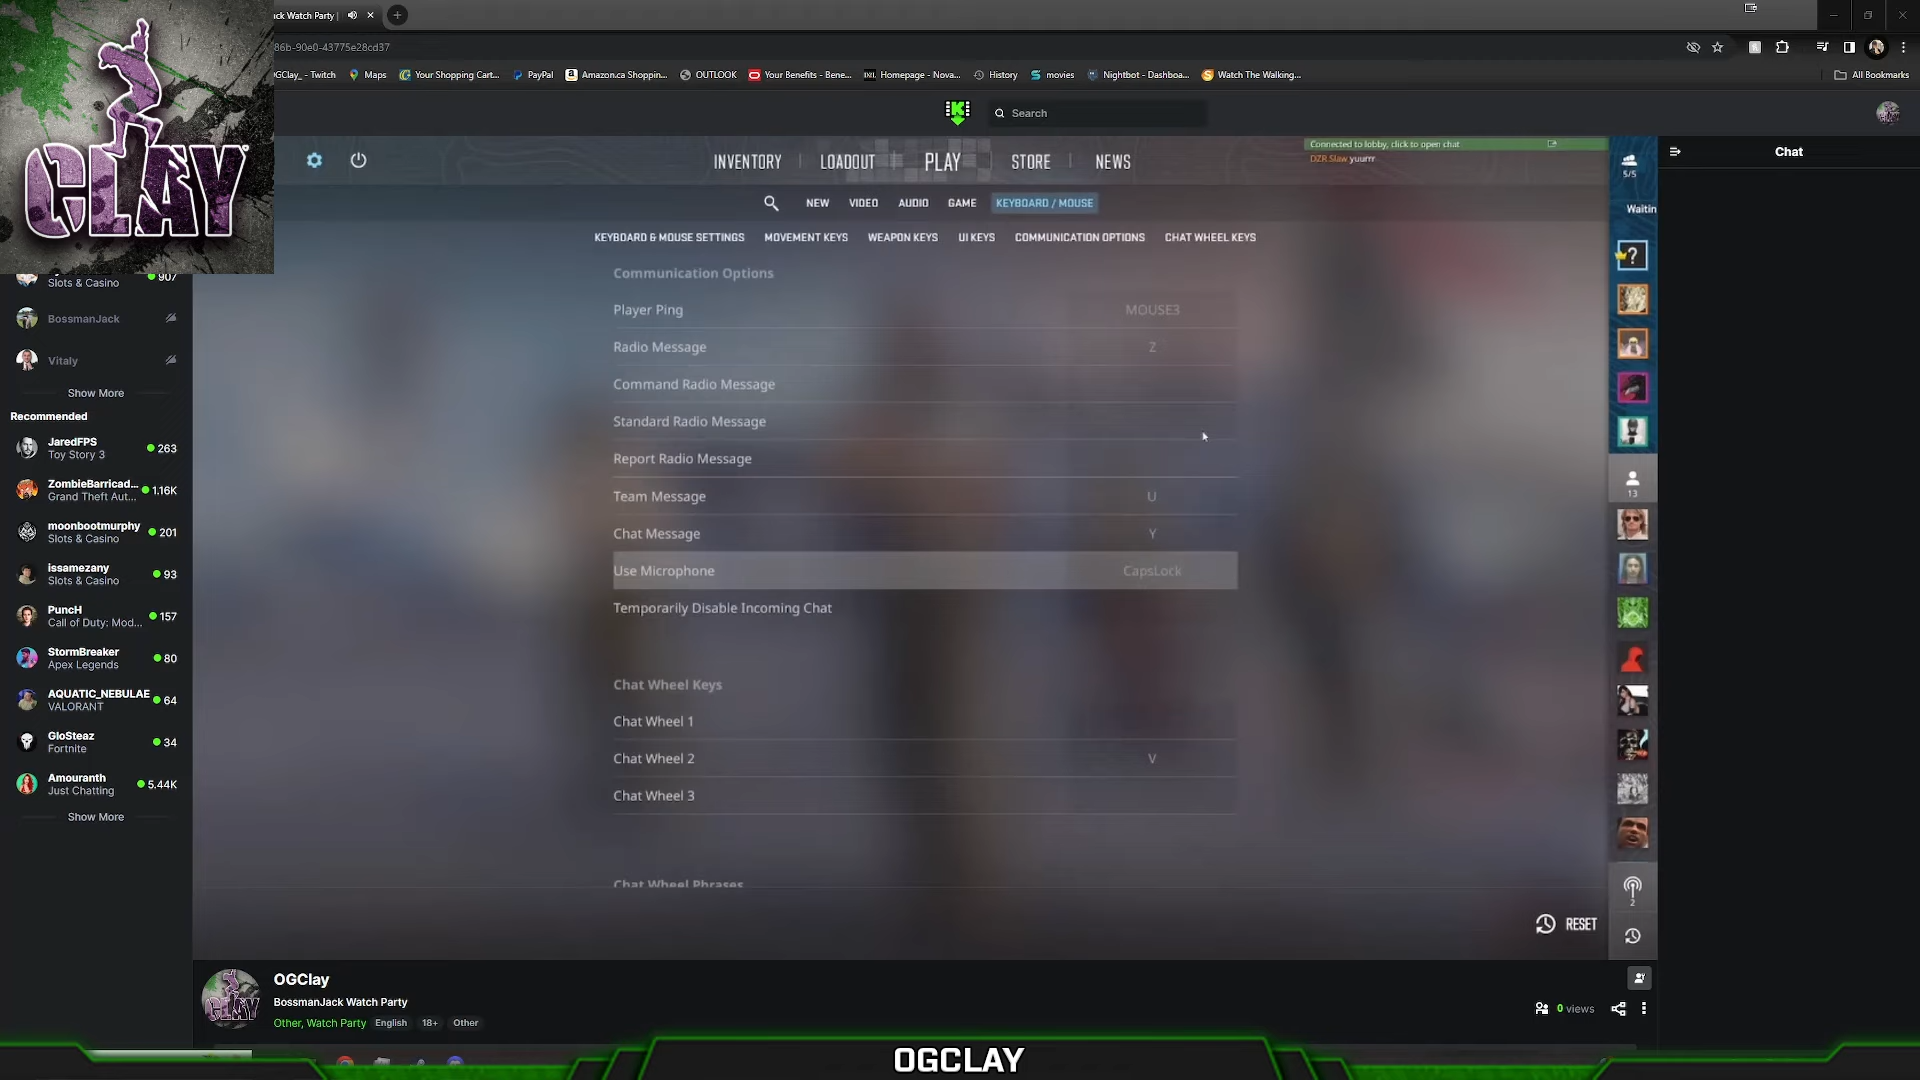 ck Watch Party |
86b-90e0-43775e28cd37
OGClay_ - Twitch
Maps
Your Shopping Cart...
PayPal
Amazon.ca Shoppin...
OUTLOOK
Your Benefits - Bene...
Homepage - Nova...
History
movies
Nightbot - Dashboa...
Watch The Walking...
All Bookmarks
CLAY
Search
INVENTORY
LOADOUT
PLAY
STORE
NEWS
Connected to lobby, click to open chat
DZR.Slaw yuurrr
5/5
Chat
NEW
VIDEO
AUDIO
GAME
KEYBOARD / MOUSE
Waitin
KEYBOARD & MOUSE SETTINGS
MOVEMENT KEYS
WEAPON KEYS
UI KEYS
COMMUNICATION OPTIONS
CHAT WHEEL KEYS
Communication Options
Player Ping MOUSE3
Radio Message Z
Command Radio Message
Standard Radio Message
Report Radio Message
Team Message U
Chat Message Y
Use Microphone CapsLock
Temporarily Disable Incoming Chat
Chat Wheel Keys
Chat Wheel 1
Chat Wheel 2 V
Chat Wheel 3
Chat Wheel Phrases
RESET
13
2
907
Slots & Casino
BossmanJack
Vitaly
Show More
Recommended
JaredFPS 263
Toy Story 3
ZombieBarricad... 1.16K
Grand Theft Aut...
moonbootmurphy 201
Slots & Casino
issamezany 93
Slots & Casino
PuncH 157
Call of Duty: Mod...
StormBreaker 80
Apex Legends
AQUATIC_NEBULAE 64
VALORANT
GloSteaz 34
Fortnite
Amouranth 5.44K
Just Chatting
Show More
CLAY
OGClay
BossmanJack Watch Party
Other, Watch Party English 18+ Other
0 views
OGCLAY